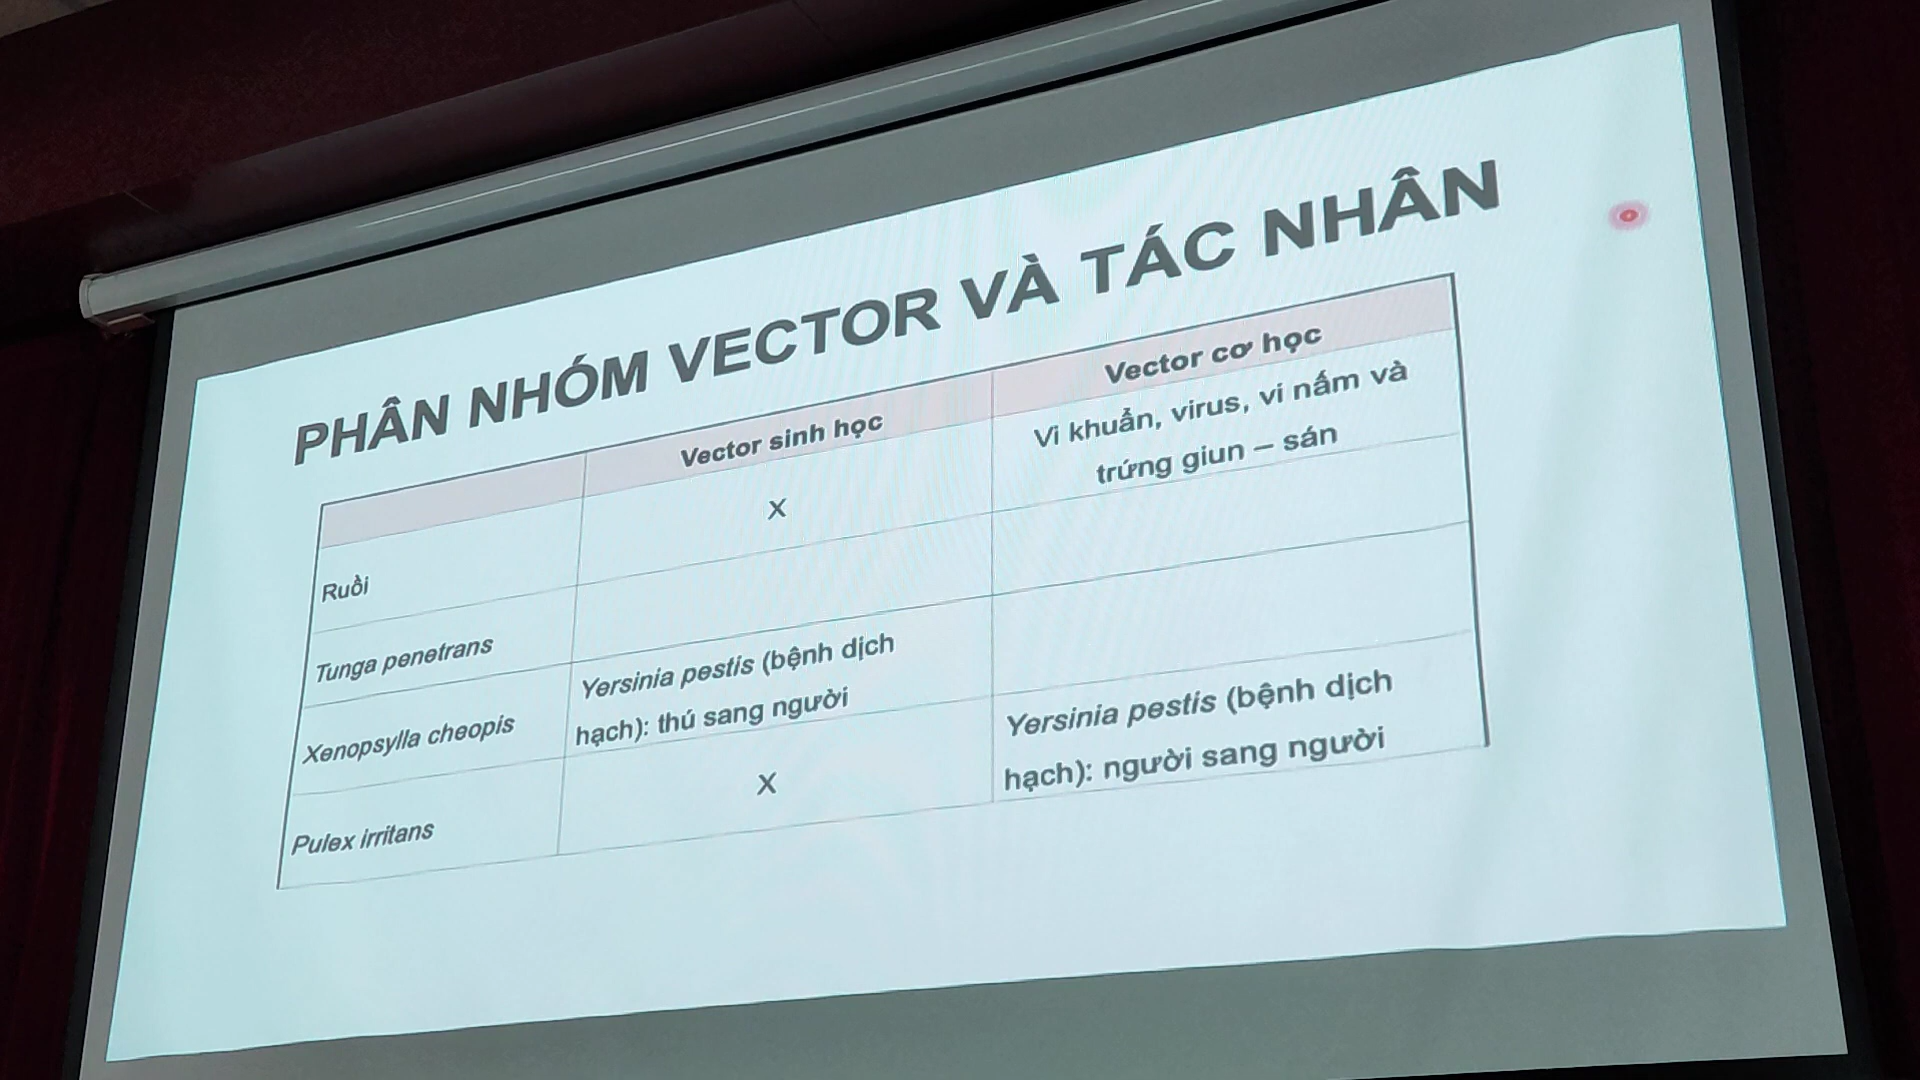 PHÂN NHÓM VECTOR VÀ TÁC NHÂN
Vector sinh học
Vector cơ học
Ruồi
X
Vi khuẩn, virus, vi nấm và
trứng giun – sán
Tunga penetrans
Xenopsylla cheopis
Yersinia pestis (bệnh dịch
hạch): thú sang người
Pulex irritans
X
Yersinia pestis (bệnh dịch
hạch): người sang người